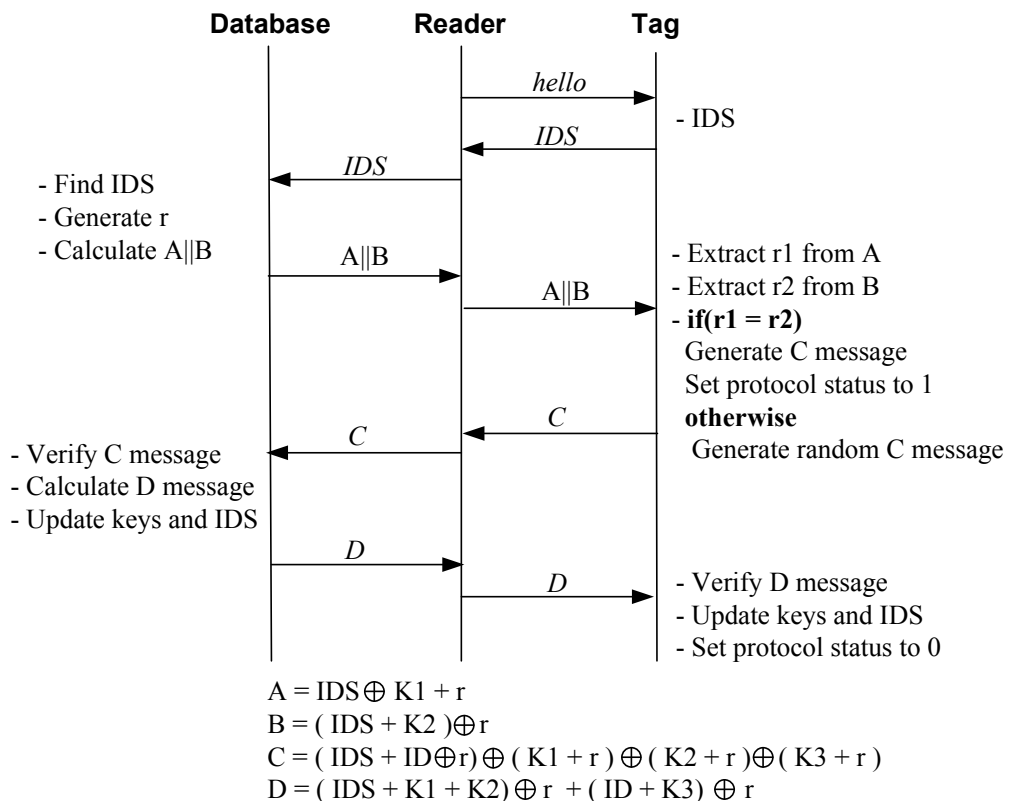 Database Reader Tag
hello
- IDS
IDS
IDS
- Find IDS
- Generate r
- Calculate A||B
A||B
A||B
- Extract r1 from A
- Extract r2 from B
- if(r1 = r2)
Generate C message
Set protocol status to 1
otherwise
Generate random C message
C
C
- Verify C message
- Calculate D message
- Update keys and IDS
D
D
- Verify D message
- Update keys and IDS
- Set protocol status to 0
A = IDS ⊕ K1 + r
B = ( IDS + K2 ) ⊕ r
C = ( IDS + ID ⊕ r) ⊕ ( K1 + r ) ⊕ ( K2 + r ) ⊕ ( K3 + r )
D = ( IDS + K1 + K2) ⊕ r + ( ID + K3) ⊕ r